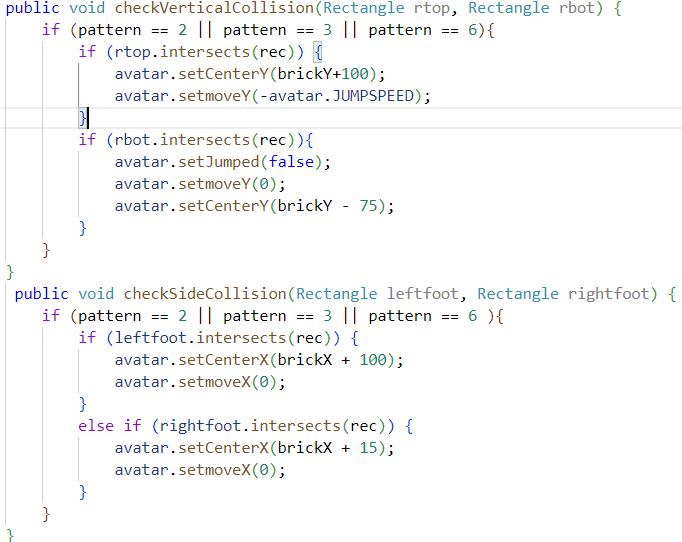 public void checkVerticalCollision(Rectangle rtop, Rectangle rbot) {
if (pattern == 2 || pattern == 3 || pattern == 6){
if (rtop.intersects(rec)) {
avatar.setCenterY(brickY+100);
avatar.setmoveY(-avatar.JUMPSPEED);
}
if (rbot.intersects(rec)){
avatar.setJumped(false);
avatar.setmoveY(0);
avatar.setCenterY(brickY - 75);
}
}
}
public void checkSideCollision(Rectangle leftfoot, Rectangle rightfoot) {
if (pattern == 2 || pattern == 3 || pattern == 6 ){
if (leftfoot.intersects(rec)) {
avatar.setCenterX(brickX + 100);
avatar.setmoveX(0);
}
else if (rightfoot.intersects(rec)) {
avatar.setCenterX(brickX + 15);
avatar.setmoveX(0);
}
}
}